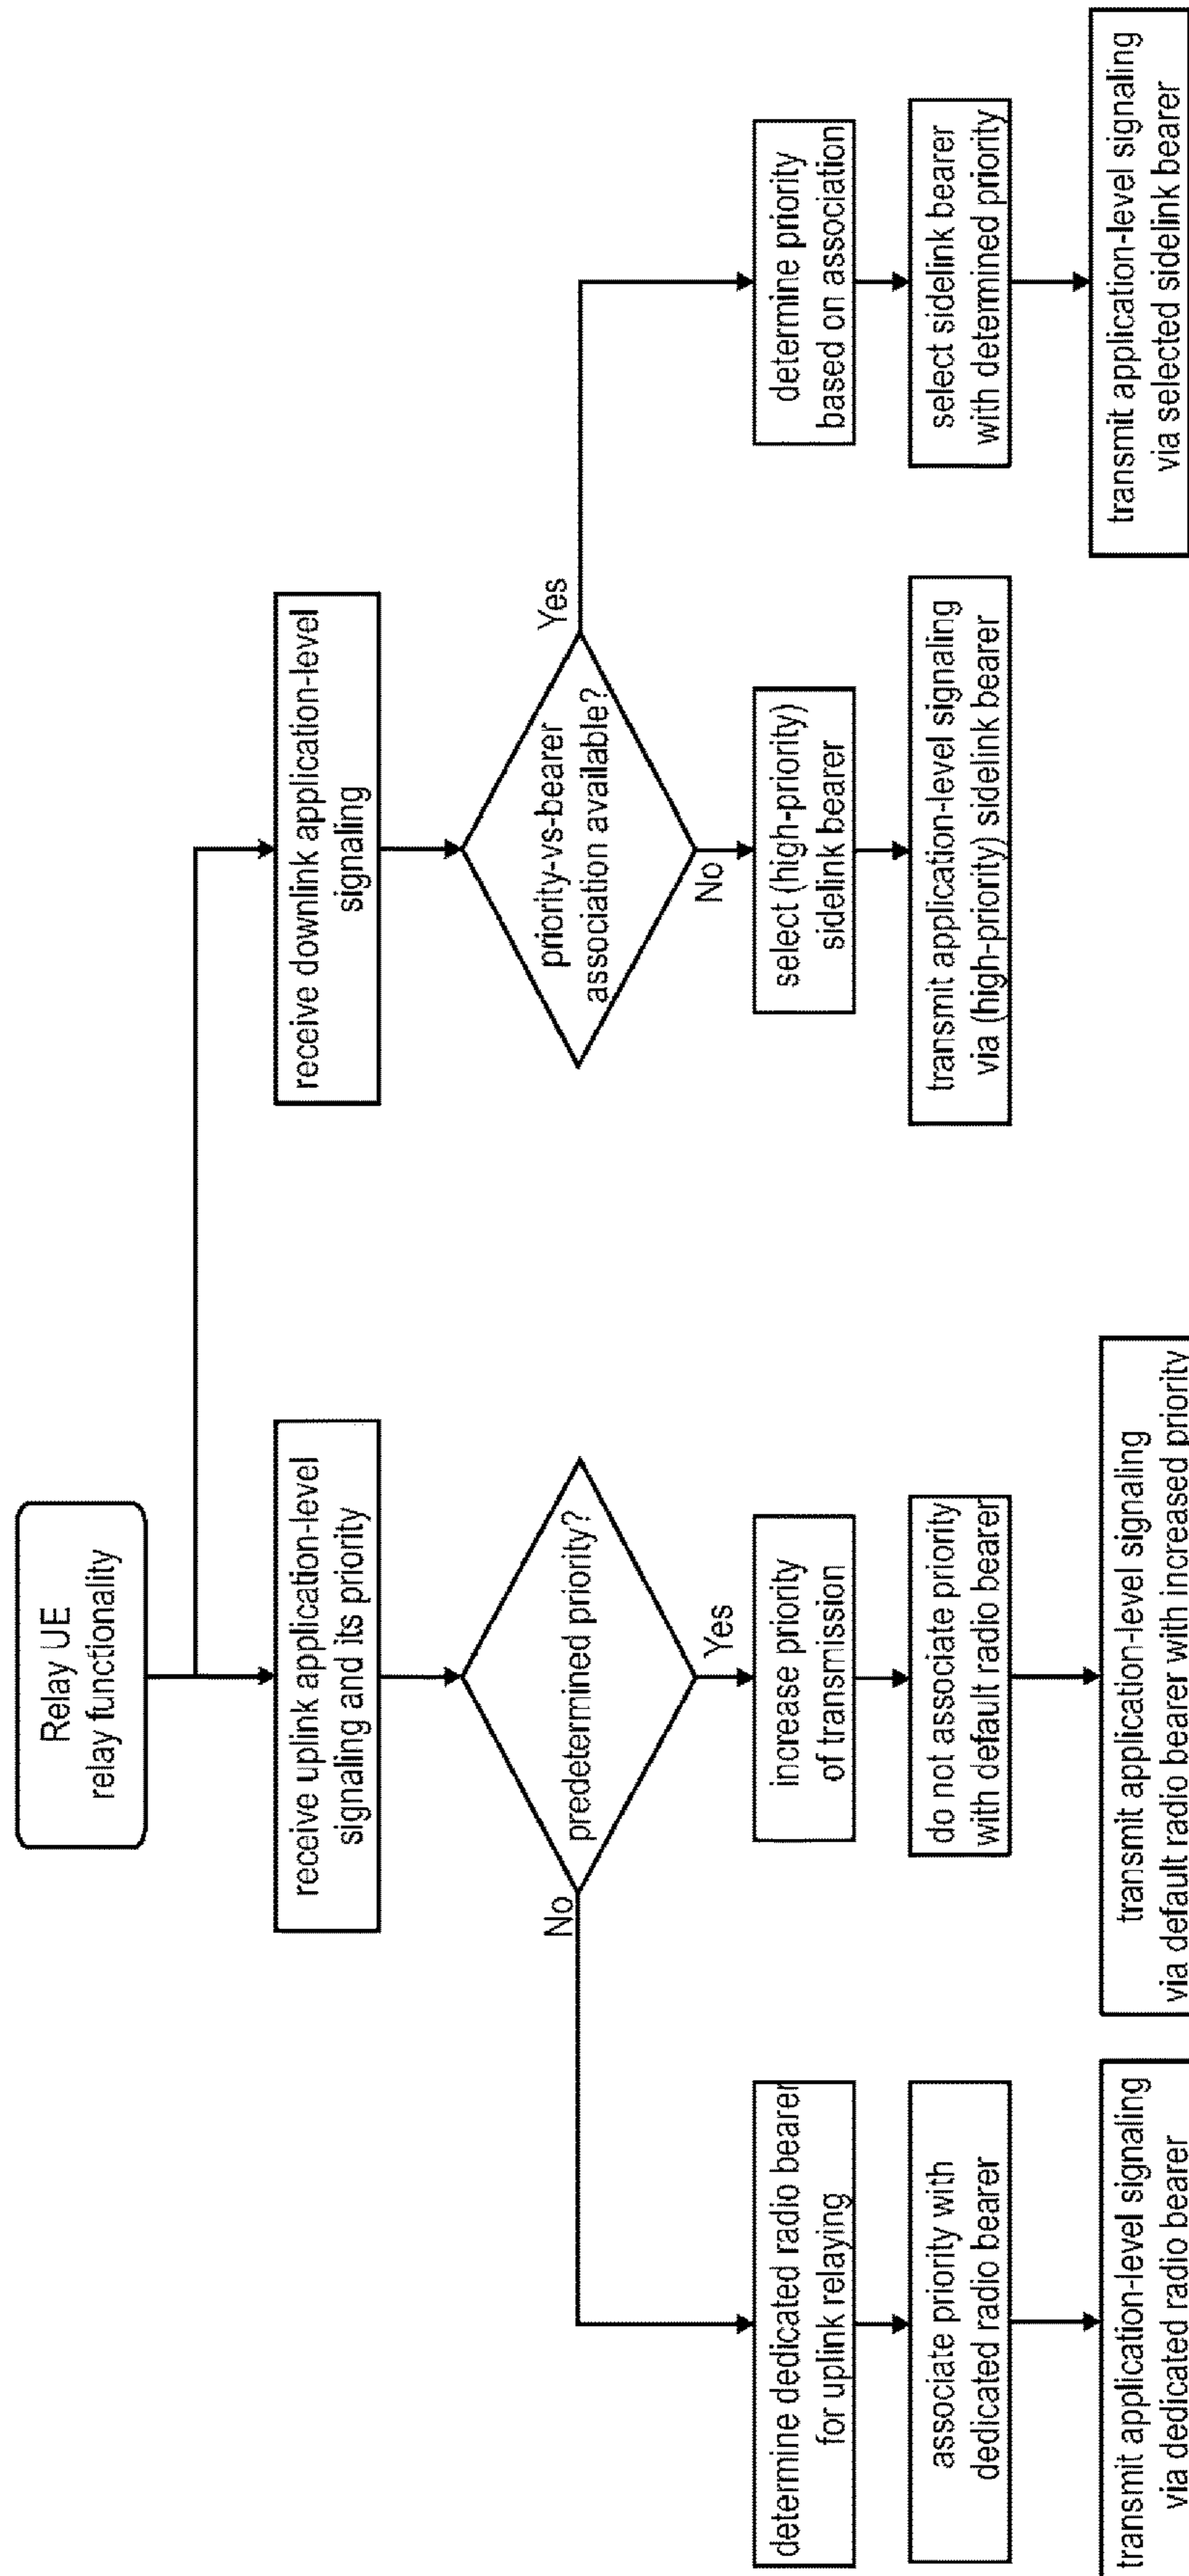 Relay UE
relay functionality
receive uplink application-level
signaling and its priority
predetermined priority?
No
Yes
determine dedicated radio bearer
for uplink relaying
associate priority with
dedicated radio bearer
transmit application-level signaling
via dedicated radio bearer
increase priority
of transmission
do not associate priority
with default radio bearer
transmit application-level signaling
via default radio bearer with increased priority
receive downlink application-level
signaling
priority-vs-bearer
association available?
No
Yes
select (high-priority)
sidelink bearer
transmit application-level signaling
via (high-priority) sidelink bearer
determine priority
based on association
select sidelink bearer
with determined priority
transmit application-level signaling
via selected sidelink bearer